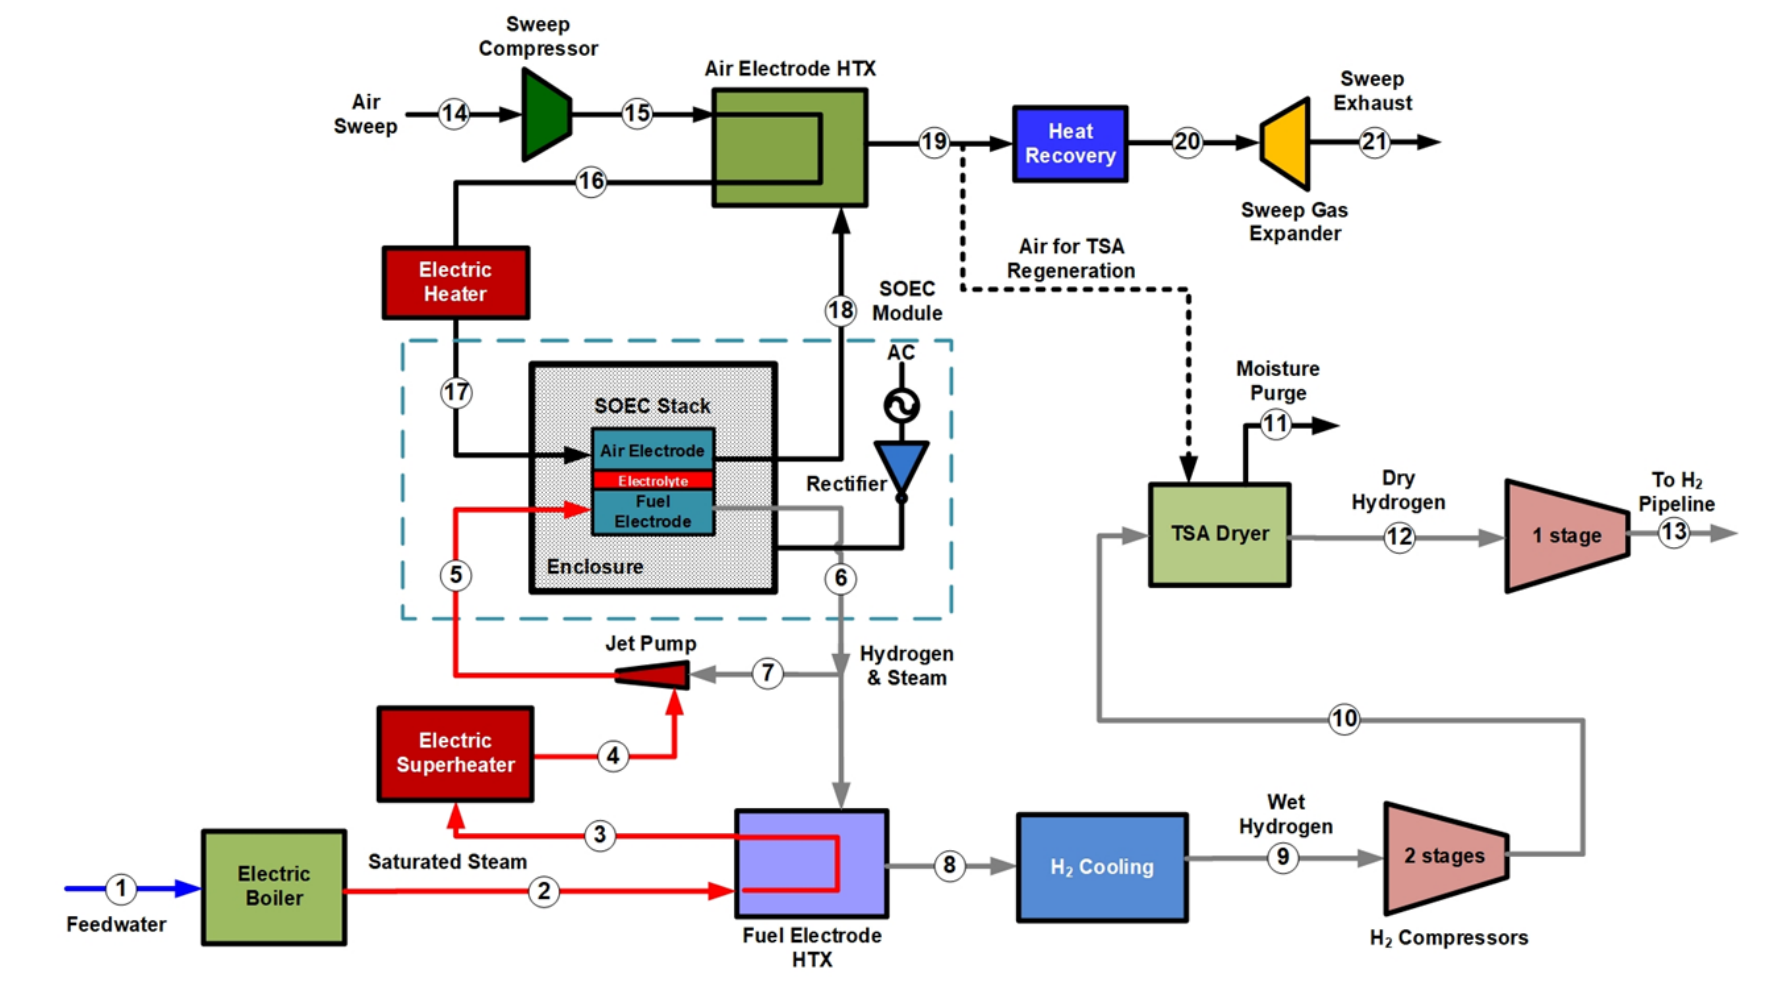 Sweep
Compressor
Air Electrode HTX
Sweep
Exhaust
Air
Sweep
14
15
19
Heat
Recovery
20
21
16
Sweep Gas
Expander
Air for TSA
Regeneration
Electric
Heater
18
SOEC
Module
AC
17
SOEC Stack
Air Electrode
Electrolyte
Fuel
Electrode
Rectifier
Enclosure
5
6
Moisture
Purge
11
TSA Dryer
Dry
Hydrogen
12
1 stage
To H₂
Pipeline
13
Jet Pump
7
Hydrogen
& Steam
Electric
Superheater
4
10
3
Saturated Steam
Electric
Boiler
1
Feedwater
2
Fuel Electrode
HTX
8
H₂ Cooling
Wet
Hydrogen
9
2 stages
H₂ Compressors